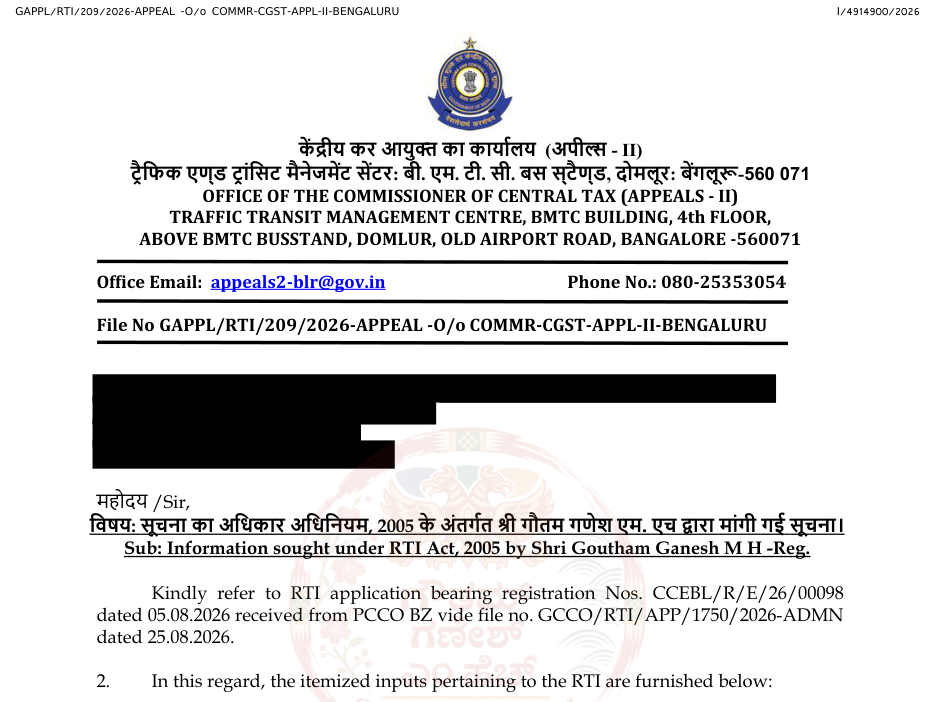 GAPPL/RTI/209/2026-APPEAL -O/o COMMR-CGST-APPL-II-BENGALURU I/4914900/2026
केंद्रीय कर आयुक्त का कार्यालय (अपील्स - II)
ट्रैफिक एण्ड ट्रांसिट मैनेजमेंट सेंटर: बी. एम. टी. सी. बस स्टैण्ड, दोमलूर: बेंगलूरू-560 071
OFFICE OF THE COMMISSIONER OF CENTRAL TAX (APPEALS - II)
TRAFFIC TRANSIT MANAGEMENT CENTRE, BMTC BUILDING, 4th FLOOR,
ABOVE BMTC BUSSTAND, DOMLUR, OLD AIRPORT ROAD, BANGALORE -560071
Office Email: appeals2-blr@gov.in Phone No.: 080-25353054
File No GAPPL/RTI/209/2026-APPEAL -O/o COMMR-CGST-APPL-II-BENGALURU
महोदय /Sir,
विषय: सूचना का अधिकार अधिनियम, 2005 के अंतर्गत श्री गौतम गणेश एम. एच द्वारा मांगी गई सूचना।
Sub: Information sought under RTI Act, 2005 by Shri Goutham Ganesh M H -Reg.
Kindly refer to RTI application bearing registration Nos. CCEBL/R/E/26/00098
dated 05.08.2026 received from PCCO BZ vide file no. GCCO/RTI/APP/1750/2026-ADMN
dated 25.08.2026.
2. In this regard, the itemized inputs pertaining to the RTI are furnished below:
ಗೌತಮ್
ಗಣೇಶ್
ಎಂ ಹೆಚ್